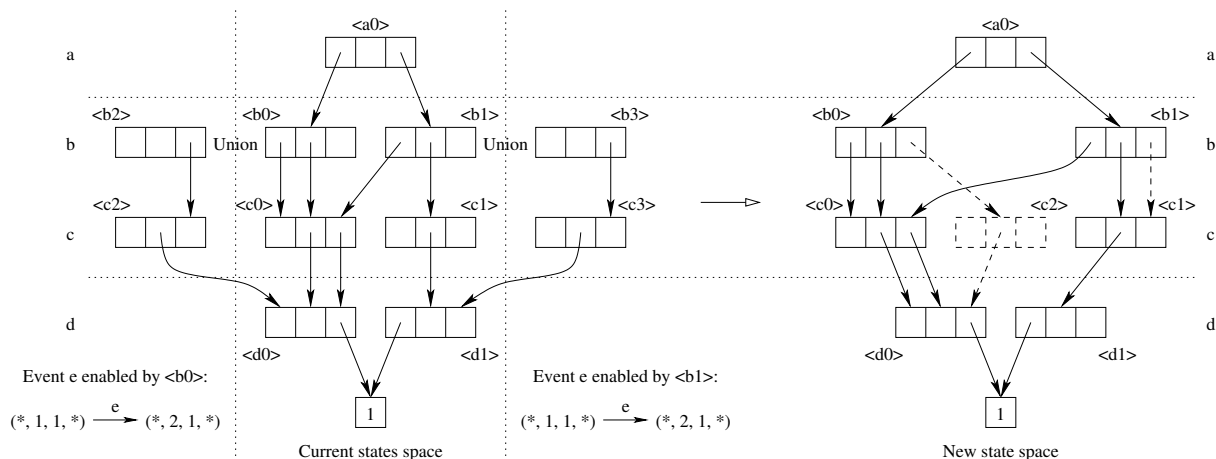 <a0>
<a0>
a
a
<b2>
<b0>
<b1>
<b3>
<b0>
<b1>
b
Union
Union
b
<c2>
<c0>
<c1>
<c3>
<c0>
<c2>
<c1>
c
c
d
d
<d0>
<d1>
<d0>
<d1>
Event e enabled by <b0>:
(*, 1, 1, *) e (*, 2, 1, *)
1
Current states space
Event e enabled by <b1>:
(*, 1, 1, *) e (*, 2, 1, *)
1
New state space